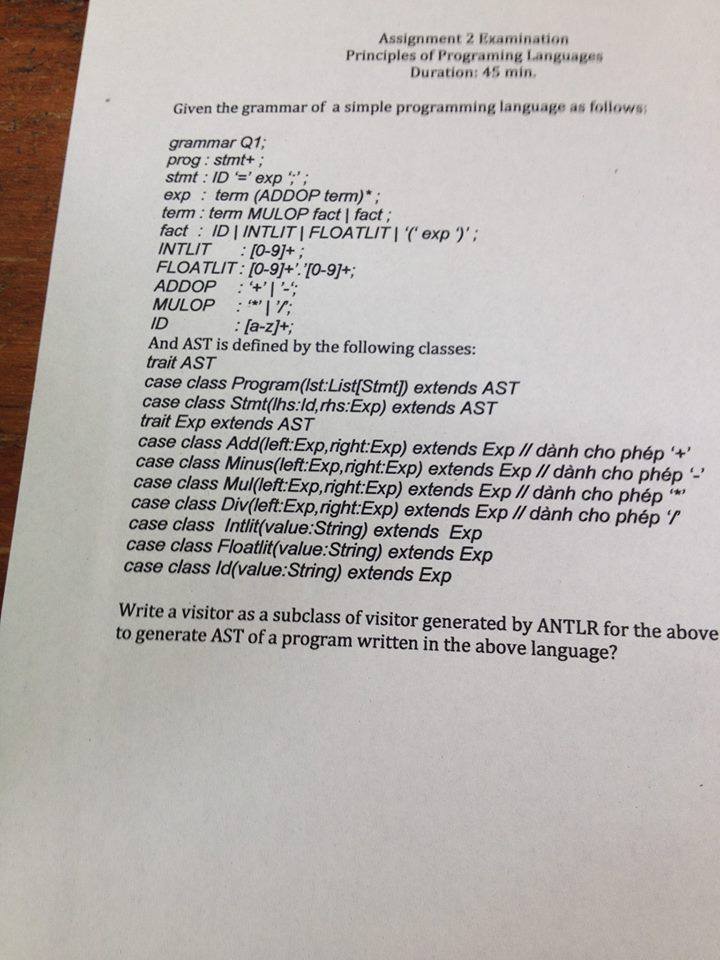 Assignment 2 Examination
Principles of Programing Languages
Duration: 45 min.
Given the grammar of a simple programming language as follows:
grammar Q1;
prog : stmt+ ;
stmt : ID ‘=’ exp ‘;’ ;
exp : term (ADDOP term)* ;
term : term MULOP fact | fact ;
fact : ID | INTLIT | FLOATLIT | ‘(‘ exp ‘)’ ;
INTLIT : [0-9]+ ;
FLOATLIT : [0-9]+’.’[0-9]+;
ADDOP : ‘+’ | ’-‘;
MULOP : ‘*’ | ’/’;
ID : [a-z]+;
And AST is defined by the following classes:
trait AST
case class Program(lst:List[Stmt]) extends AST
case class Stmt(lhs:Id,rhs:Exp) extends AST
trait Exp extends AST
case class Add(left:Exp,right:Exp) extends Exp // dành cho phép ‘+’
case class Minus(left:Exp,right:Exp) extends Exp // dành cho phép ‘-’
case class Mul(left:Exp,right:Exp) extends Exp // dành cho phép ‘*’
case class Div(left:Exp,right:Exp) extends Exp // dành cho phép ‘/’
case class Intlit(value:String) extends Exp
case class Floatlit(value:String) extends Exp
case class Id(value:String) extends Exp
Write a visitor as a subclass of visitor generated by ANTLR for the above
to generate AST of a program written in the above language?